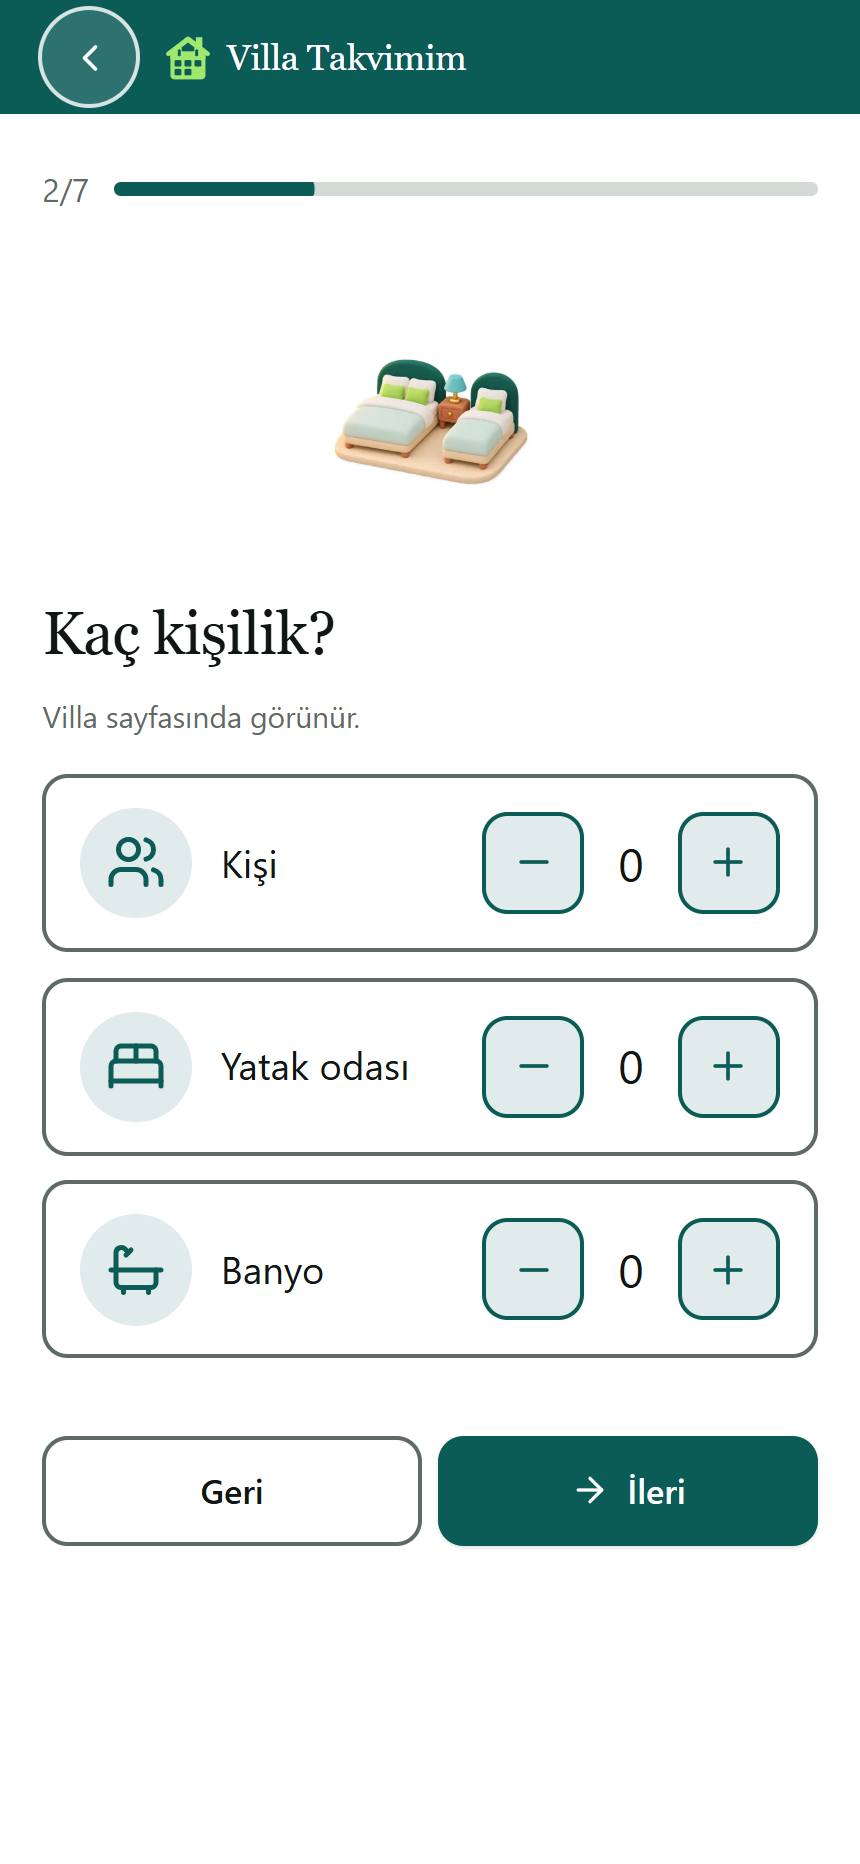 Villa Takvimim
2/7
Kaç kişilik?
Villa sayfasında görünür.
Kişi
0
Yatak odası
0
Banyo
0
Geri
İleri